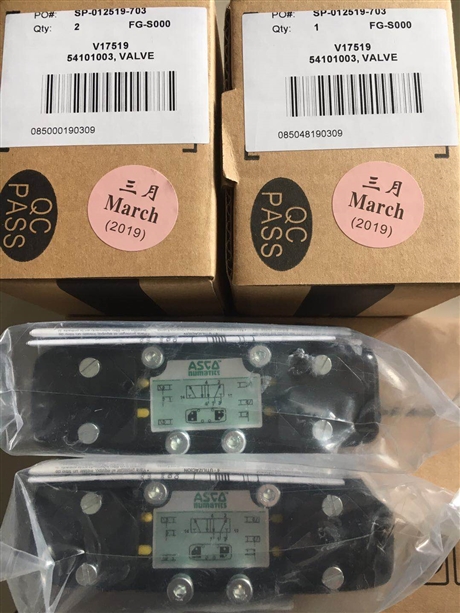 PO#: SP-012519-703
Qty: 2 FG-S000
V17519
54101003, VALVE
085000190309
QC
PASS
三月
March
(2019)
PO#: SP-012519-703
Qty: 1 FG-S000
V17519
54101003, VALVE
085048190309
QC
PASS
三月
March
(2019)
ASCO
NUMATICS
ASCO
NUMATICS